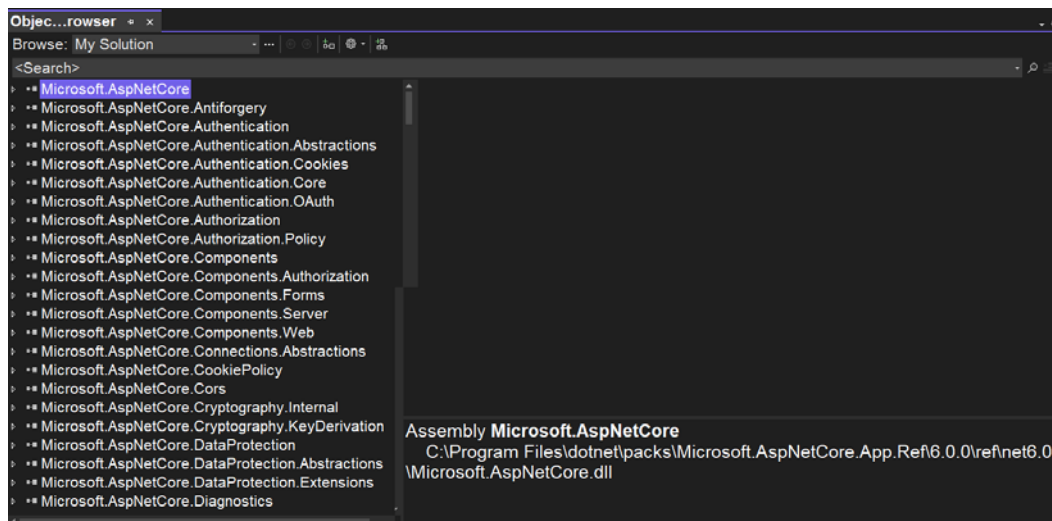 Objec...rowser
Browse: My Solution
<Search>
Microsoft.AspNetCore
Microsoft.AspNetCore.Antiforgery
Microsoft.AspNetCore.Authentication
Microsoft.AspNetCore.Authentication.Abstractions
Microsoft.AspNetCore.Authentication.Cookies
Microsoft.AspNetCore.Authentication.Core
Microsoft.AspNetCore.Authentication.OAuth
Microsoft.AspNetCore.Authorization
Microsoft.AspNetCore.Authorization.Policy
Microsoft.AspNetCore.Components
Microsoft.AspNetCore.Components.Authorization
Microsoft.AspNetCore.Components.Forms
Microsoft.AspNetCore.Components.Server
Microsoft.AspNetCore.Components.Web
Microsoft.AspNetCore.Connections.Abstractions
Microsoft.AspNetCore.CookiePolicy
Microsoft.AspNetCore.Cors
Microsoft.AspNetCore.Cryptography.Internal
Microsoft.AspNetCore.Cryptography.KeyDerivation
Microsoft.AspNetCore.DataProtection
Microsoft.AspNetCore.DataProtection.Abstractions
Microsoft.AspNetCore.DataProtection.Extensions
Microsoft.AspNetCore.Diagnostics
Assembly Microsoft.AspNetCore
C:\Program Files\dotnet\packs\Microsoft.AspNetCore.App.Ref\6.0.0\ref\net6.0
\Microsoft.AspNetCore.dll